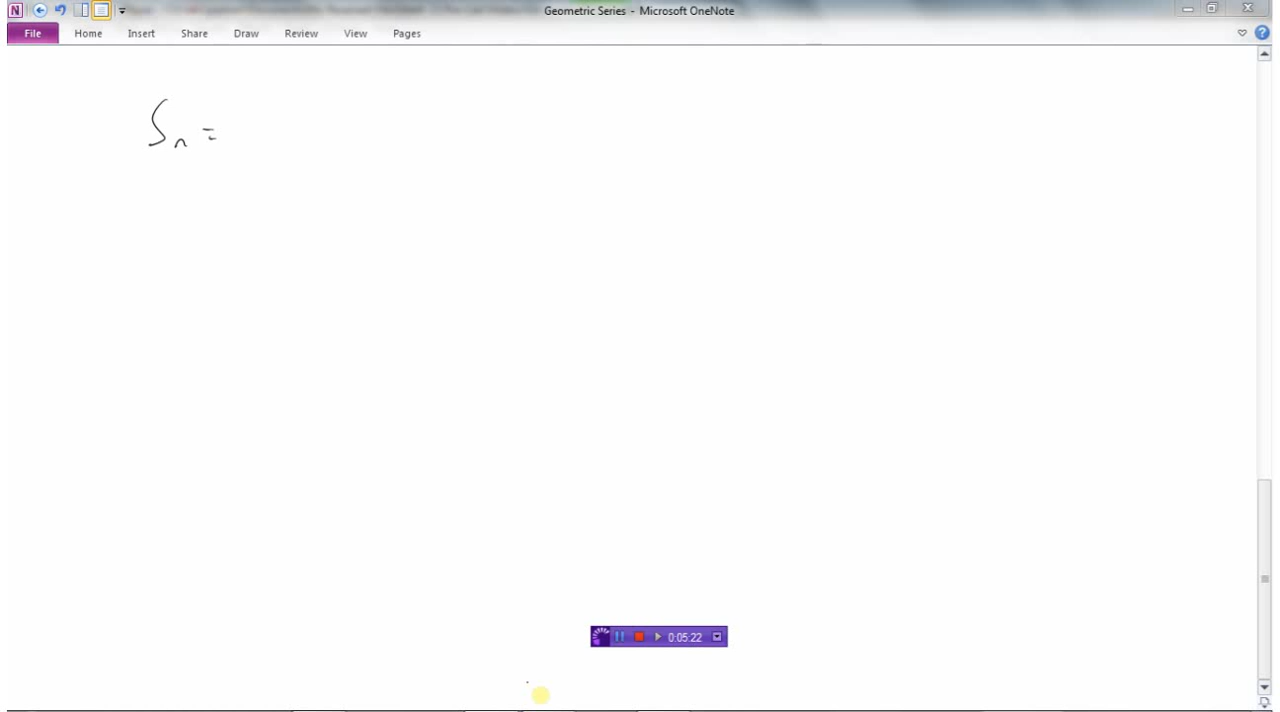 Geometric Series - Microsoft OneNote
File Home Insert Share Draw Review View Pages
Sn =
0:05:22